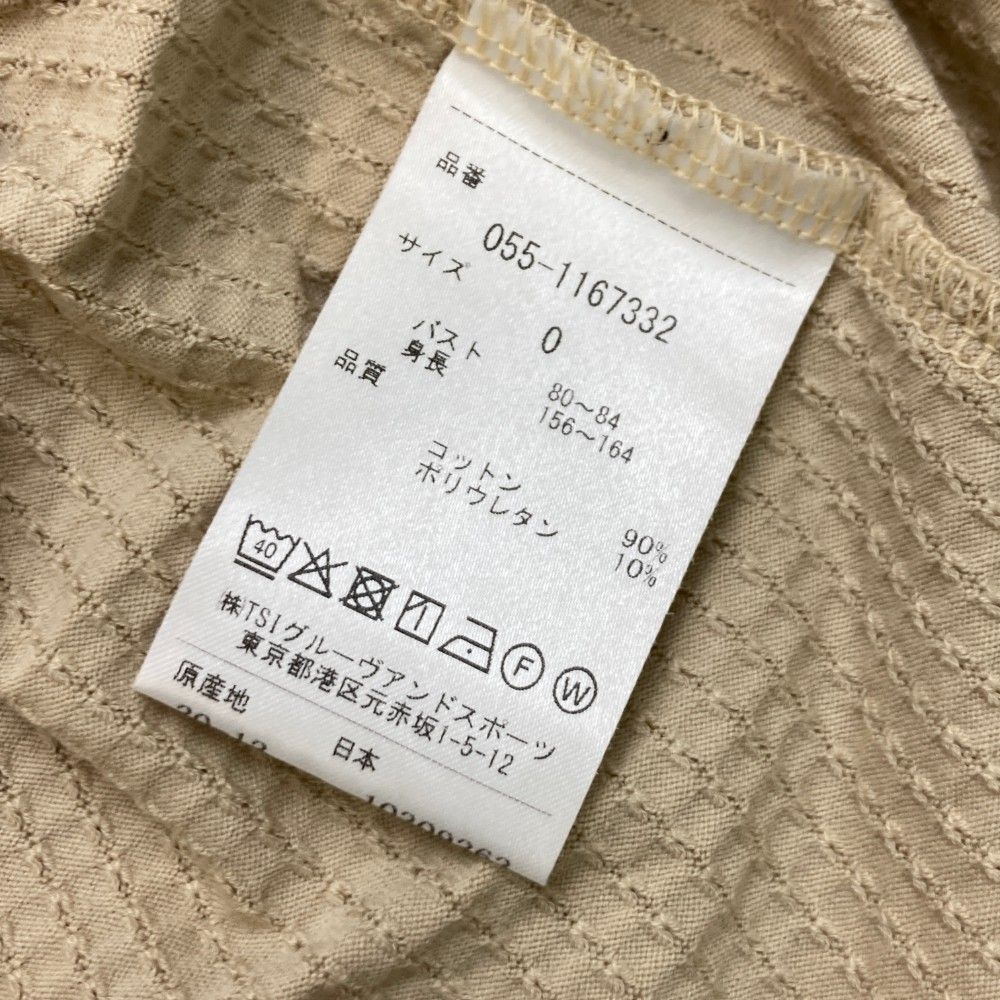 品番
055-1167332
サイズ 0
バスト 80～84
身長 156～164
品質
コットン 90%
ポリウレタン 10%
40 1 F W
㈱TSIグルーヴアンドスポーツ
東京都港区元赤坂1-5-12
原産地 日本